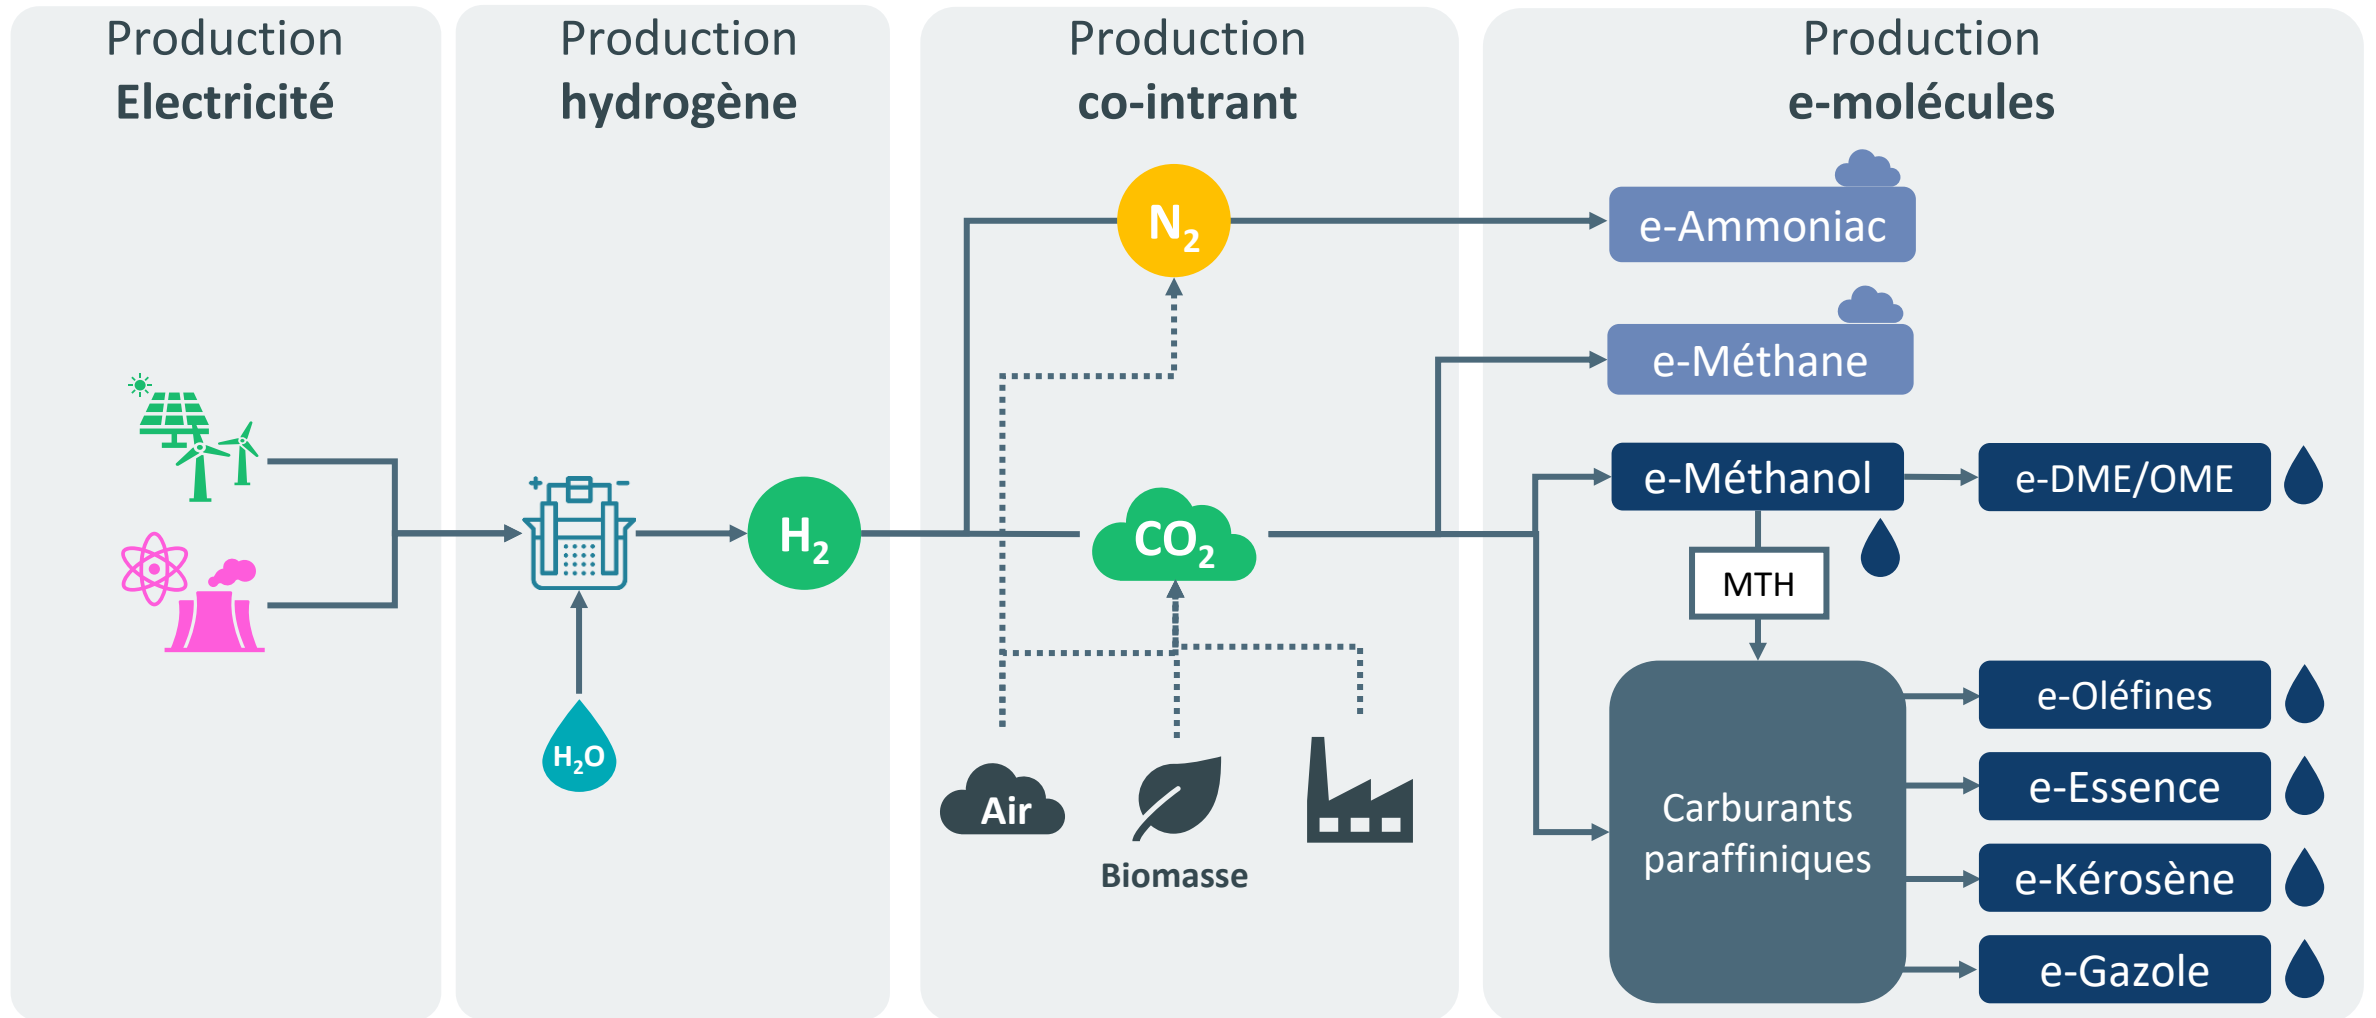 Production
Electricité
Production
hydrogène
Production
co-intrant
Production
e-molécules
N₂
e-Ammoniac
e-Méthane
+ −
H₂
CO₂
e-Méthanol
e-DME/OME
MTH
H₂O
Air
Biomasse
Carburants
paraffiniques
e-Oléfines
e-Essence
e-Kérosène
e-Gazole